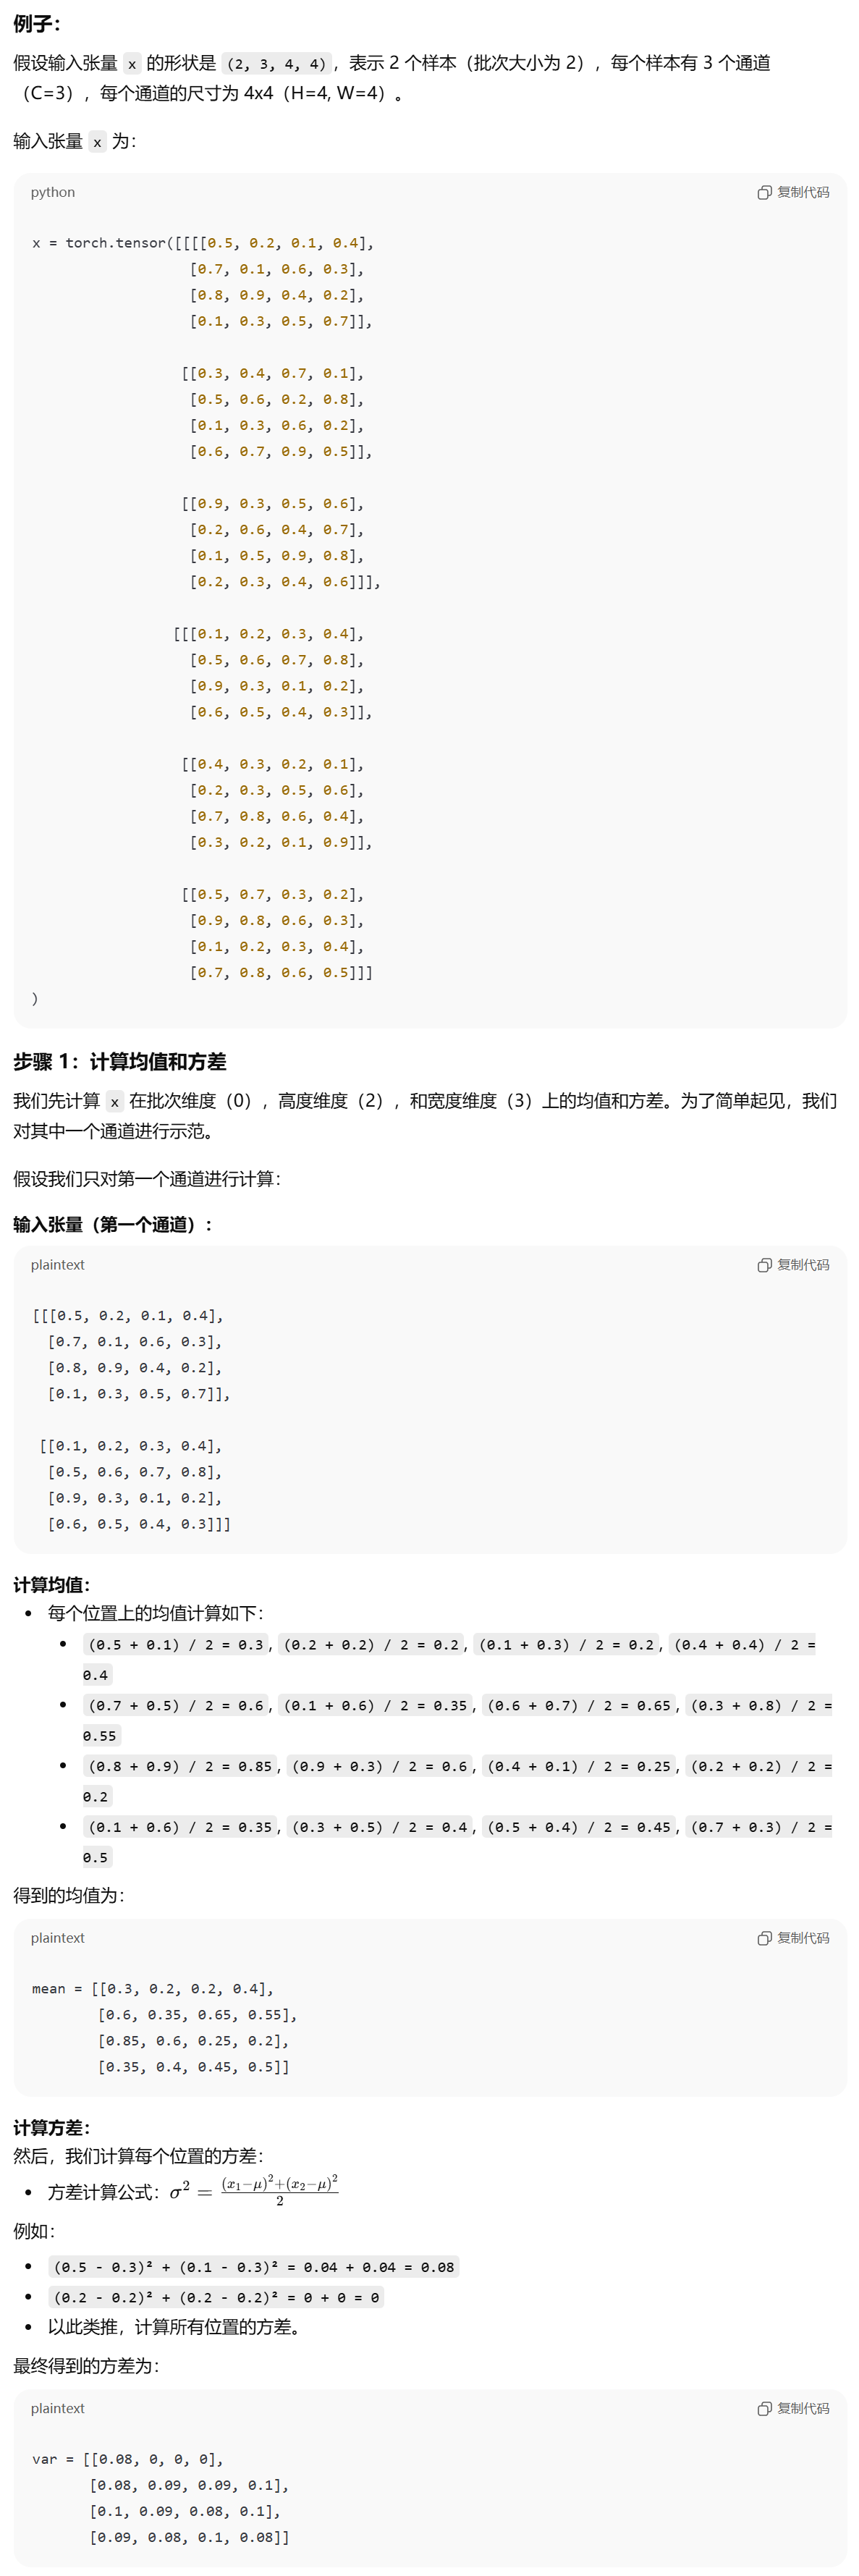 例子：
假设输入张量 x 的形状是 (2, 3, 4, 4)，表示 2 个样本（批次大小为 2），每个样本有 3 个通道
（C=3），每个通道的尺寸为 4x4（H=4, W=4）。
输入张量 x 为：
python 复制代码
x = torch.tensor([[[[0.5, 0.2, 0.1, 0.4],
[0.7, 0.1, 0.6, 0.3],
[0.8, 0.9, 0.4, 0.2],
[0.1, 0.3, 0.5, 0.7]],
[[0.3, 0.4, 0.7, 0.1],
[0.5, 0.6, 0.2, 0.8],
[0.1, 0.3, 0.6, 0.2],
[0.6, 0.7, 0.9, 0.5]],
[[0.9, 0.3, 0.5, 0.6],
[0.2, 0.6, 0.4, 0.7],
[0.1, 0.5, 0.9, 0.8],
[0.2, 0.3, 0.4, 0.6]]],
[[[0.1, 0.2, 0.3, 0.4],
[0.5, 0.6, 0.7, 0.8],
[0.9, 0.3, 0.1, 0.2],
[0.6, 0.5, 0.4, 0.3]],
[[0.4, 0.3, 0.2, 0.1],
[0.2, 0.3, 0.5, 0.6],
[0.7, 0.8, 0.6, 0.4],
[0.3, 0.2, 0.1, 0.9]],
[[0.5, 0.7, 0.3, 0.2],
[0.9, 0.8, 0.6, 0.3],
[0.1, 0.2, 0.3, 0.4],
[0.7, 0.8, 0.6, 0.5]]]
)
步骤 1：计算均值和方差
我们先计算 x 在批次维度（0），高度维度（2），和宽度维度（3）上的均值和方差。为了简单起见，我们
对其中一个通道进行示范。
假设我们只对第一个通道进行计算：
输入张量（第一个通道）：
plaintext 复制代码
[[[0.5, 0.2, 0.1, 0.4],
[0.7, 0.1, 0.6, 0.3],
[0.8, 0.9, 0.4, 0.2],
[0.1, 0.3, 0.5, 0.7]],
[[0.1, 0.2, 0.3, 0.4],
[0.5, 0.6, 0.7, 0.8],
[0.9, 0.3, 0.1, 0.2],
[0.6, 0.5, 0.4, 0.3]]]
计算均值：
• 每个位置上的均值计算如下：
• (0.5 + 0.1) / 2 = 0.3, (0.2 + 0.2) / 2 = 0.2, (0.1 + 0.3) / 2 = 0.2, (0.4 + 0.4) / 2 =
0.4
• (0.7 + 0.5) / 2 = 0.6, (0.1 + 0.6) / 2 = 0.35, (0.6 + 0.7) / 2 = 0.65, (0.3 + 0.8) / 2 =
0.55
• (0.8 + 0.9) / 2 = 0.85, (0.9 + 0.3) / 2 = 0.6, (0.4 + 0.1) / 2 = 0.25, (0.2 + 0.2) / 2 =
0.2
• (0.1 + 0.6) / 2 = 0.35, (0.3 + 0.5) / 2 = 0.4, (0.5 + 0.4) / 2 = 0.45, (0.7 + 0.3) / 2 =
0.5
得到的均值为：
plaintext 复制代码
mean = [[0.3, 0.2, 0.2, 0.4],
[0.6, 0.35, 0.65, 0.55],
[0.85, 0.6, 0.25, 0.2],
[0.35, 0.4, 0.45, 0.5]]
计算方差：
然后，我们计算每个位置的方差：
• 方差计算公式：σ² = ((x₁−μ)²+(x₂−μ)²)/2
例如：
• (0.5 - 0.3)² + (0.1 - 0.3)² = 0.04 + 0.04 = 0.08
• (0.2 - 0.2)² + (0.2 - 0.2)² = 0 + 0 = 0
• 以此类推，计算所有位置的方差。
最终得到的方差为：
plaintext 复制代码
var = [[0.08, 0, 0, 0],
[0.08, 0.09, 0.09, 0.1],
[0.1, 0.09, 0.08, 0.1],
[0.09, 0.08, 0.1, 0.08]]